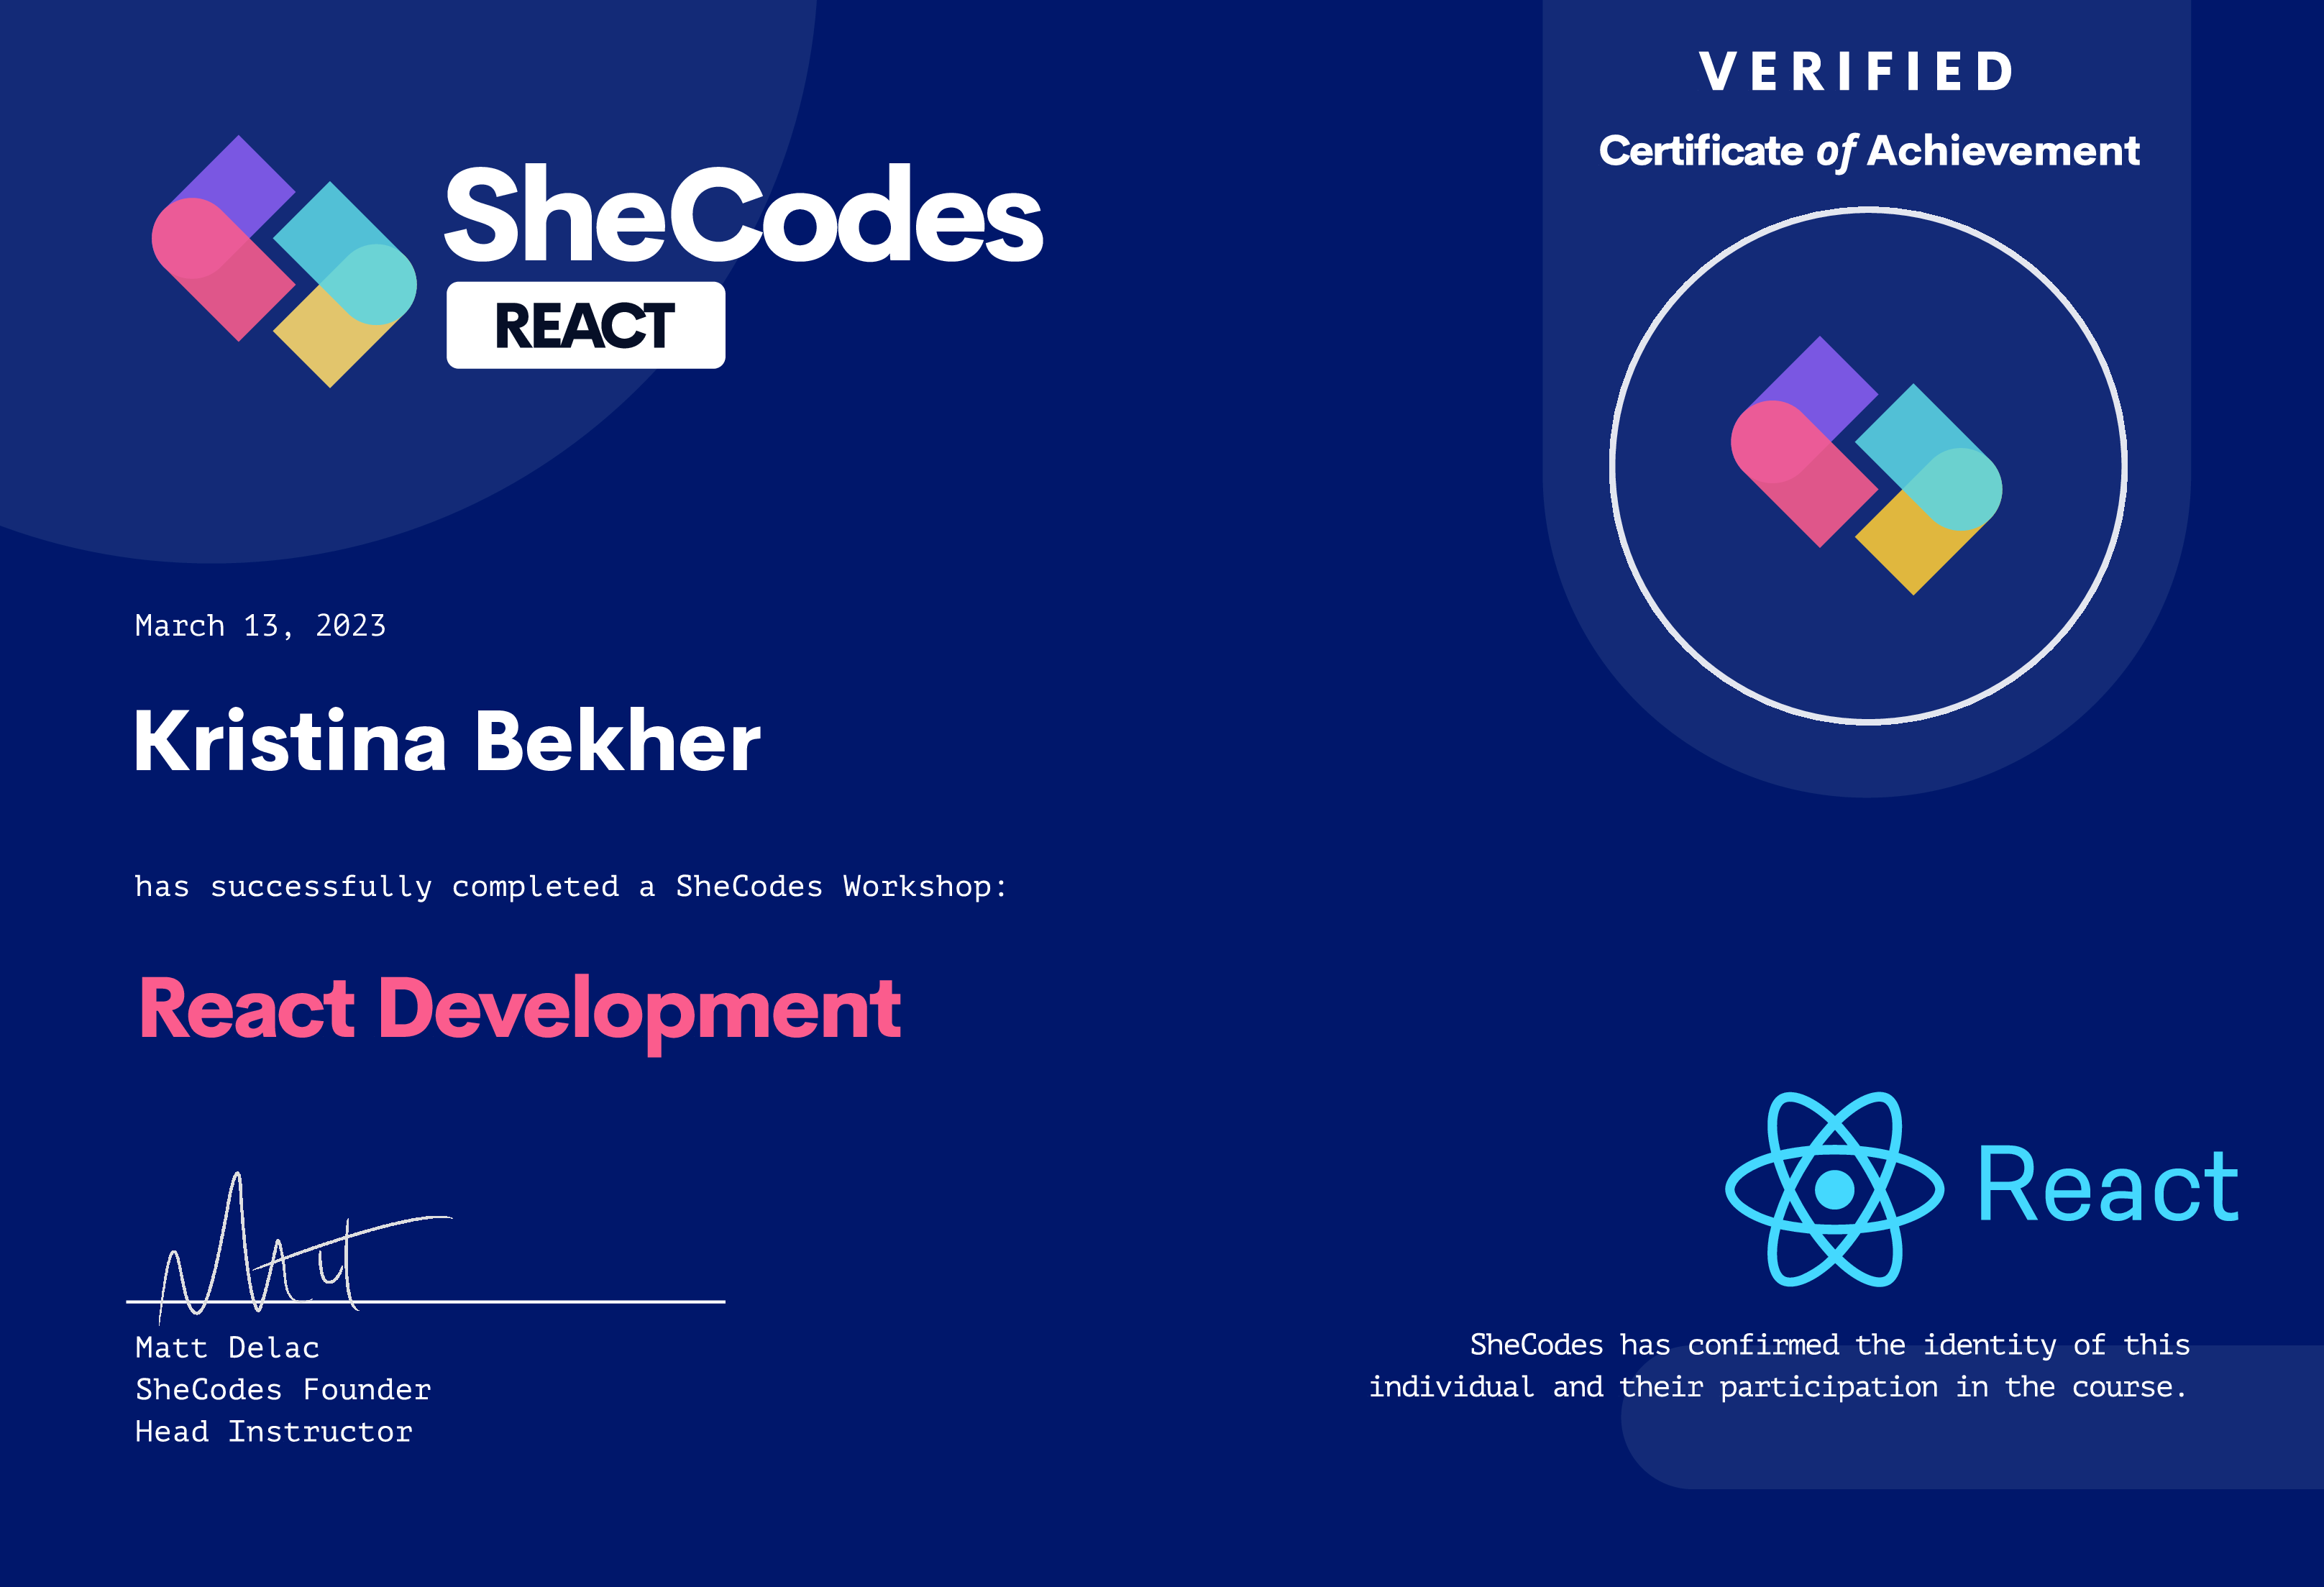 SheCodes
REACT
VERIFIED
Certificate of Achievement
March 13, 2023
Kristina Bekher
has successfully completed a SheCodes Workshop:
React Development
Matt
Matt Delac
SheCodes Founder
Head Instructor
React
SheCodes has confirmed the identity of this
individual and their participation in the course.